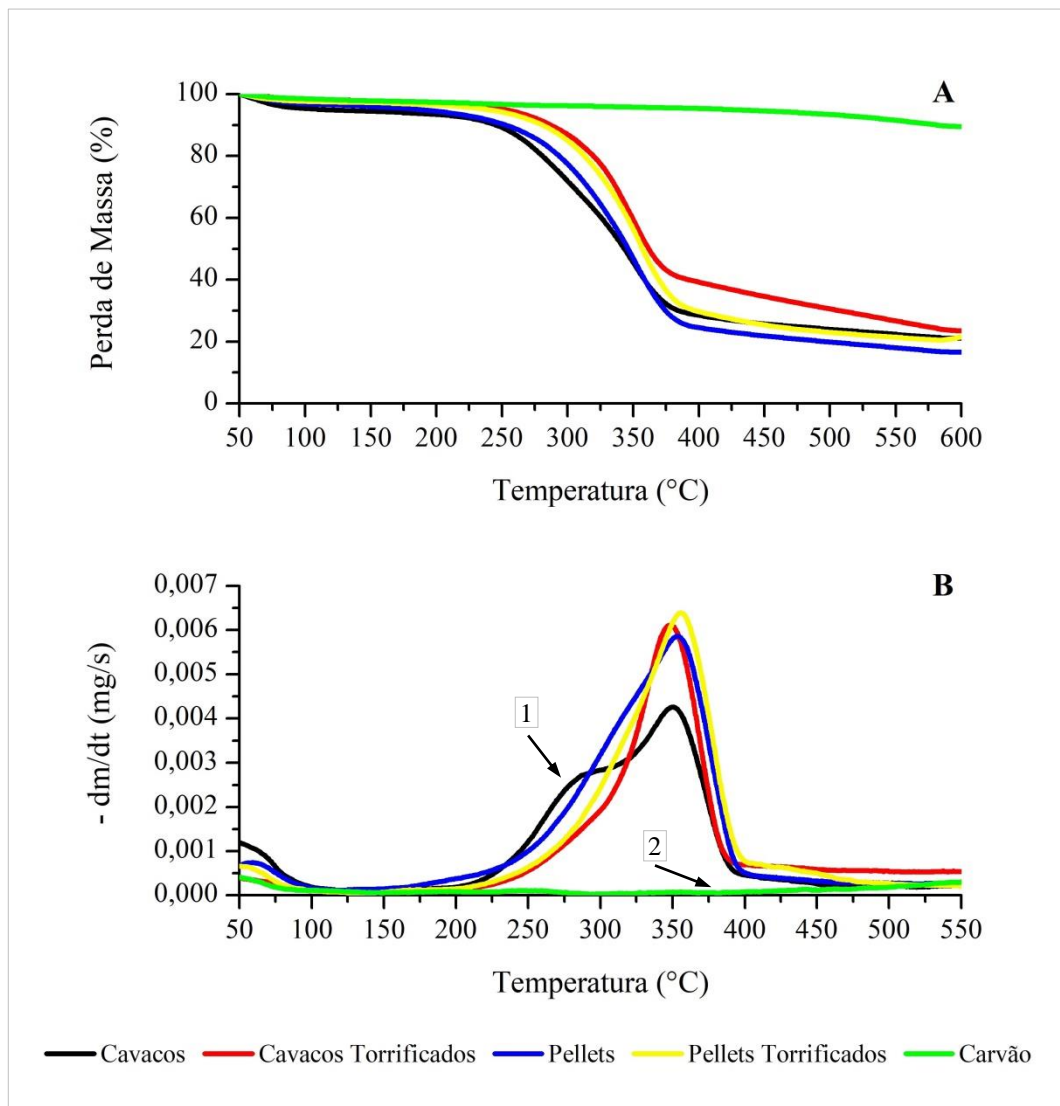 A
Perda de Massa (%)
100
80
60
40
20
0
50 100 150 200 250 300 350 400 450 500 550 600
Temperatura (°C)
B
- dm/dt (mg/s)
0,007
0,006
0,005
0,004
0,003
0,002
0,001
0,000
1
2
50 100 150 200 250 300 350 400 450 500 550
Temperatura (°C)
Cavacos Cavacos Torrificados Pellets Pellets Torrificados Carvão